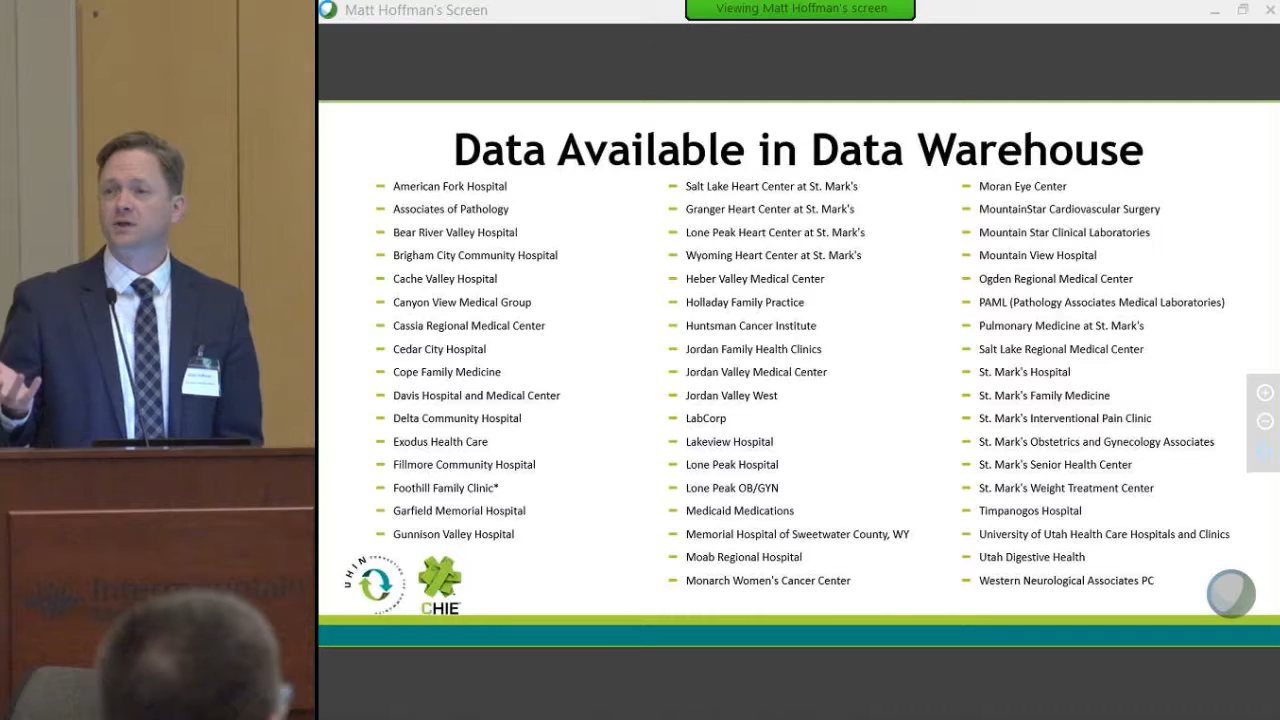 Matt Hoffman's Screen
Viewing Matt Hoffman's screen
Data Available in Data Warehouse
American Fork Hospital
Associates of Pathology
Bear River Valley Hospital
Brigham City Community Hospital
Cache Valley Hospital
Canyon View Medical Group
Cassia Regional Medical Center
Cedar City Hospital
Cope Family Medicine
Davis Hospital and Medical Center
Delta Community Hospital
Exodus Health Care
Fillmore Community Hospital
Foothill Family Clinic*
Garfield Memorial Hospital
Gunnison Valley Hospital
Salt Lake Heart Center at St. Mark's
Granger Heart Center at St. Mark's
Lone Peak Heart Center at St. Mark's
Wyoming Heart Center at St. Mark's
Heber Valley Medical Center
Holladay Family Practice
Huntsman Cancer Institute
Jordan Family Health Clinics
Jordan Valley Medical Center
Jordan Valley West
LabCorp
Lakeview Hospital
Lone Peak Hospital
Lone Peak OB/GYN
Medicaid Medications
Memorial Hospital of Sweetwater County, WY
Moab Regional Hospital
Monarch Women's Cancer Center
Moran Eye Center
MountainStar Cardiovascular Surgery
Mountain Star Clinical Laboratories
Mountain View Hospital
Ogden Regional Medical Center
PAML (Pathology Associates Medical Laboratories)
Pulmonary Medicine at St. Mark's
Salt Lake Regional Medical Center
St. Mark's Hospital
St. Mark's Family Medicine
St. Mark's Interventional Pain Clinic
St. Mark's Obstetrics and Gynecology Associates
St. Mark's Senior Health Center
St. Mark's Weight Treatment Center
Timpanogos Hospital
University of Utah Health Care Hospitals and Clinics
Utah Digestive Health
Western Neurological Associates PC
UHIN
CHIE